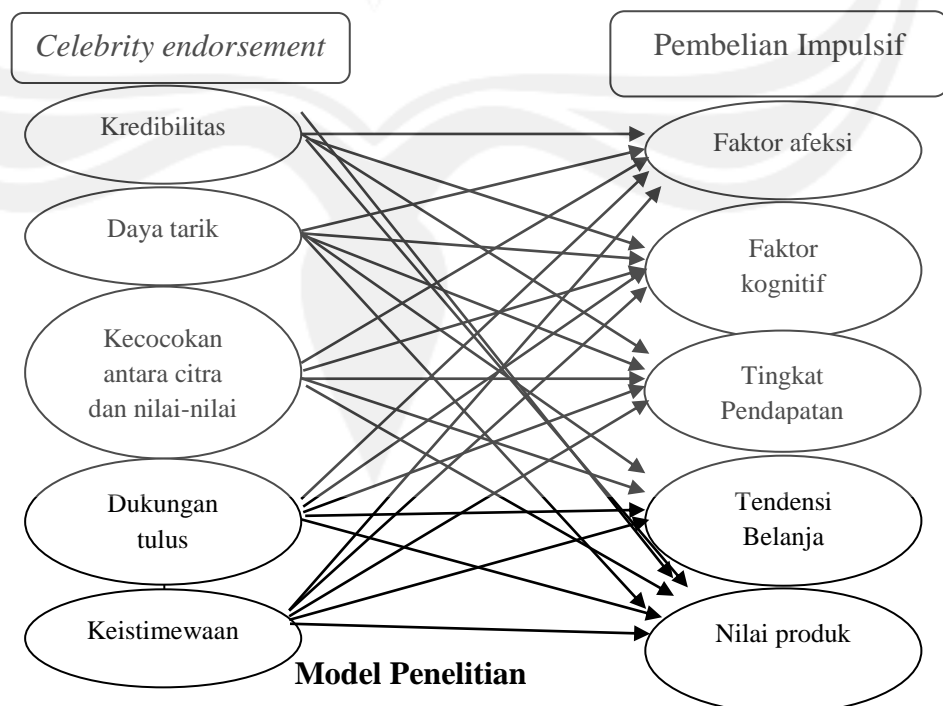 Celebrity endorsement
Pembelian Impulsif
Kredibilitas
Daya tarik
Kecocokan
antara citra
dan nilai-nilai
Dukungan
tulus
Keistimewaan
Faktor afeksi
Faktor
kognitif
Tingkat
Pendapatan
Tendensi
Belanja
Nilai produk
Model Penelitian